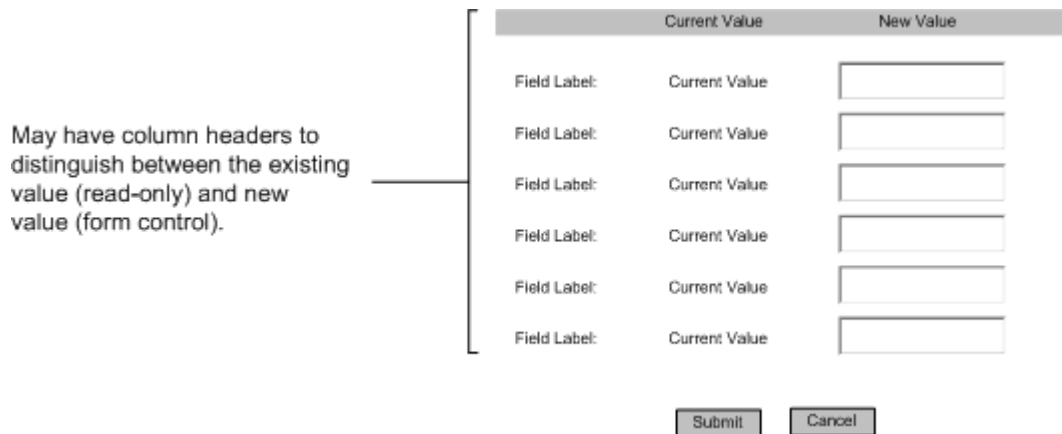 Current Value New Value
Field Label: Current Value
Field Label: Current Value
May have column headers to
distinguish between the existing
value (read-only) and new
value (form control).
Field Label: Current Value
Field Label: Current Value
Field Label: Current Value
Field Label: Current Value
Submit Cancel